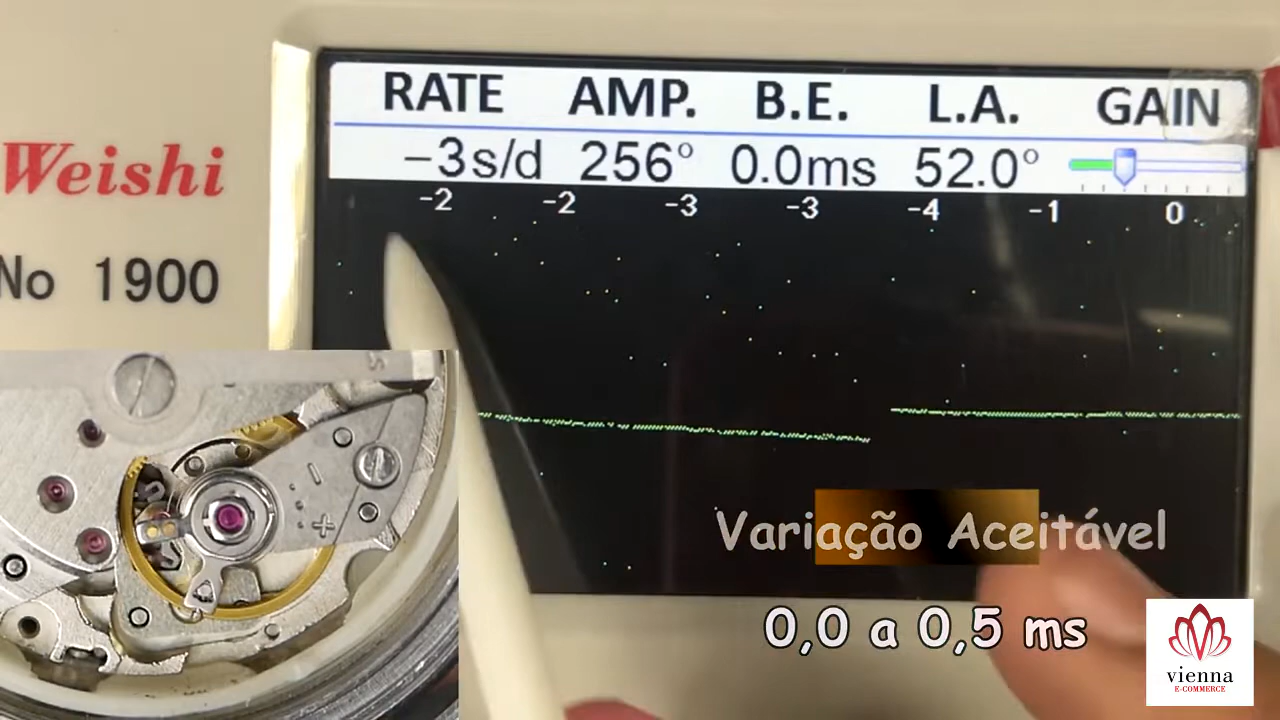 RATE AMP. B.E. L.A. GAIN
−3s/d 256° 0.0ms 52.0°
-2 -2 -3 -3 -4 -1 0
Weishi
No 1900
Variação Aceitável
0,0 a 0,5 ms
vienna
E-COMMERCE